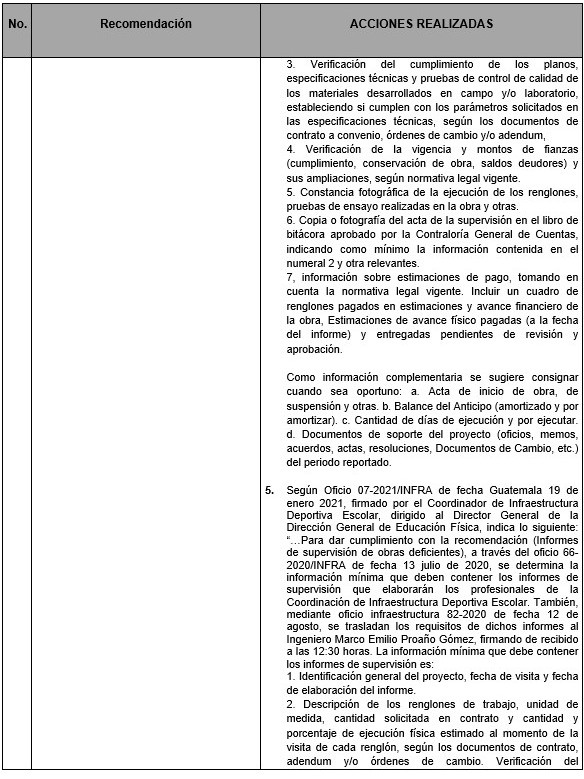 No.
Recomendación
ACCIONES REALIZADAS
3. Verificación del cumplimiento de los planos,
especificaciones técnicas y pruebas de control de calidad de
los materiales desarrollados en campo y/o laboratorio,
estableciendo si cumplen con los parámetros solicitados en
las especificaciones técnicas, según los documentos de
contrato a convenio, órdenes de cambio y/o adendum,
4. Verificación de la vigencia y montos de fianzas
(cumplimiento, conservación de obra, saldos deudores) y
sus ampliaciones, según normativa legal vigente.
5. Constancia fotográfica de la ejecución de los renglones,
pruebas de ensayo realizadas en la obra y otras.
6. Copia o fotografía del acta de la supervisión en el libro de
bitácora aprobado por la Contraloría General de Cuentas,
indicando como mínimo la información contenida en el
numeral 2 y otra relevantes.
7, información sobre estimaciones de pago, tomando en
cuenta la normativa legal vigente. Incluir un cuadro de
renglones pagados en estimaciones y avance financiero de
la obra, Estimaciones de avance físico pagadas (a la fecha
del informe) y entregadas pendientes de revisión y
aprobación.
Como información complementaria se sugiere consignar
cuando sea oportuno: a. Acta de inicio de obra, de
suspensión y otras. b. Balance del Anticipo (amortizado y por
amortizar). c. Cantidad de días de ejecución y por ejecutar.
d. Documentos de soporte del proyecto (oficios, memos,
acuerdos, actas, resoluciones, Documentos de Cambio, etc.)
del periodo reportado.
5. Según Oficio 07-2021/INFRA de fecha Guatemala 19 de
enero 2021, firmado por el Coordinador de Infraestructura
Deportiva Escolar, dirigido al Director General de la
Dirección General de Educación Física, indica lo siguiente:
“…Para dar cumplimiento con la recomendación (Informes
de supervisión de obras deficientes), a través del oficio 66-
2020/INFRA de fecha 13 julio de 2020, se determina la
información mínima que deben contener los informes de
supervisión que elaborarán los profesionales de la
Coordinación de Infraestructura Deportiva Escolar. También,
mediante oficio infraestructura 82-2020 de fecha 12 de
agosto, se trasladan los requisitos de dichos informes al
Ingeniero Marco Emilio Proaño Gómez, firmando de recibido
a las 12:30 horas. La información mínima que debe contener
los informes de supervisión es:
1. Identificación general del proyecto, fecha de visita y fecha
de elaboración del informe.
2. Descripción de los renglones de trabajo, unidad de
medida, cantidad solicitada en contrato y cantidad y
porcentaje de ejecución física estimado al momento de la
visita de cada renglón, según los documentos de contrato,
adendum y/o órdenes de cambio. Verificación del